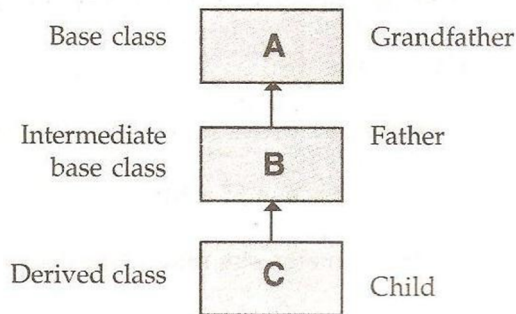 Base class A Grandfather
Intermediate
base class B Father
Derived class C Child